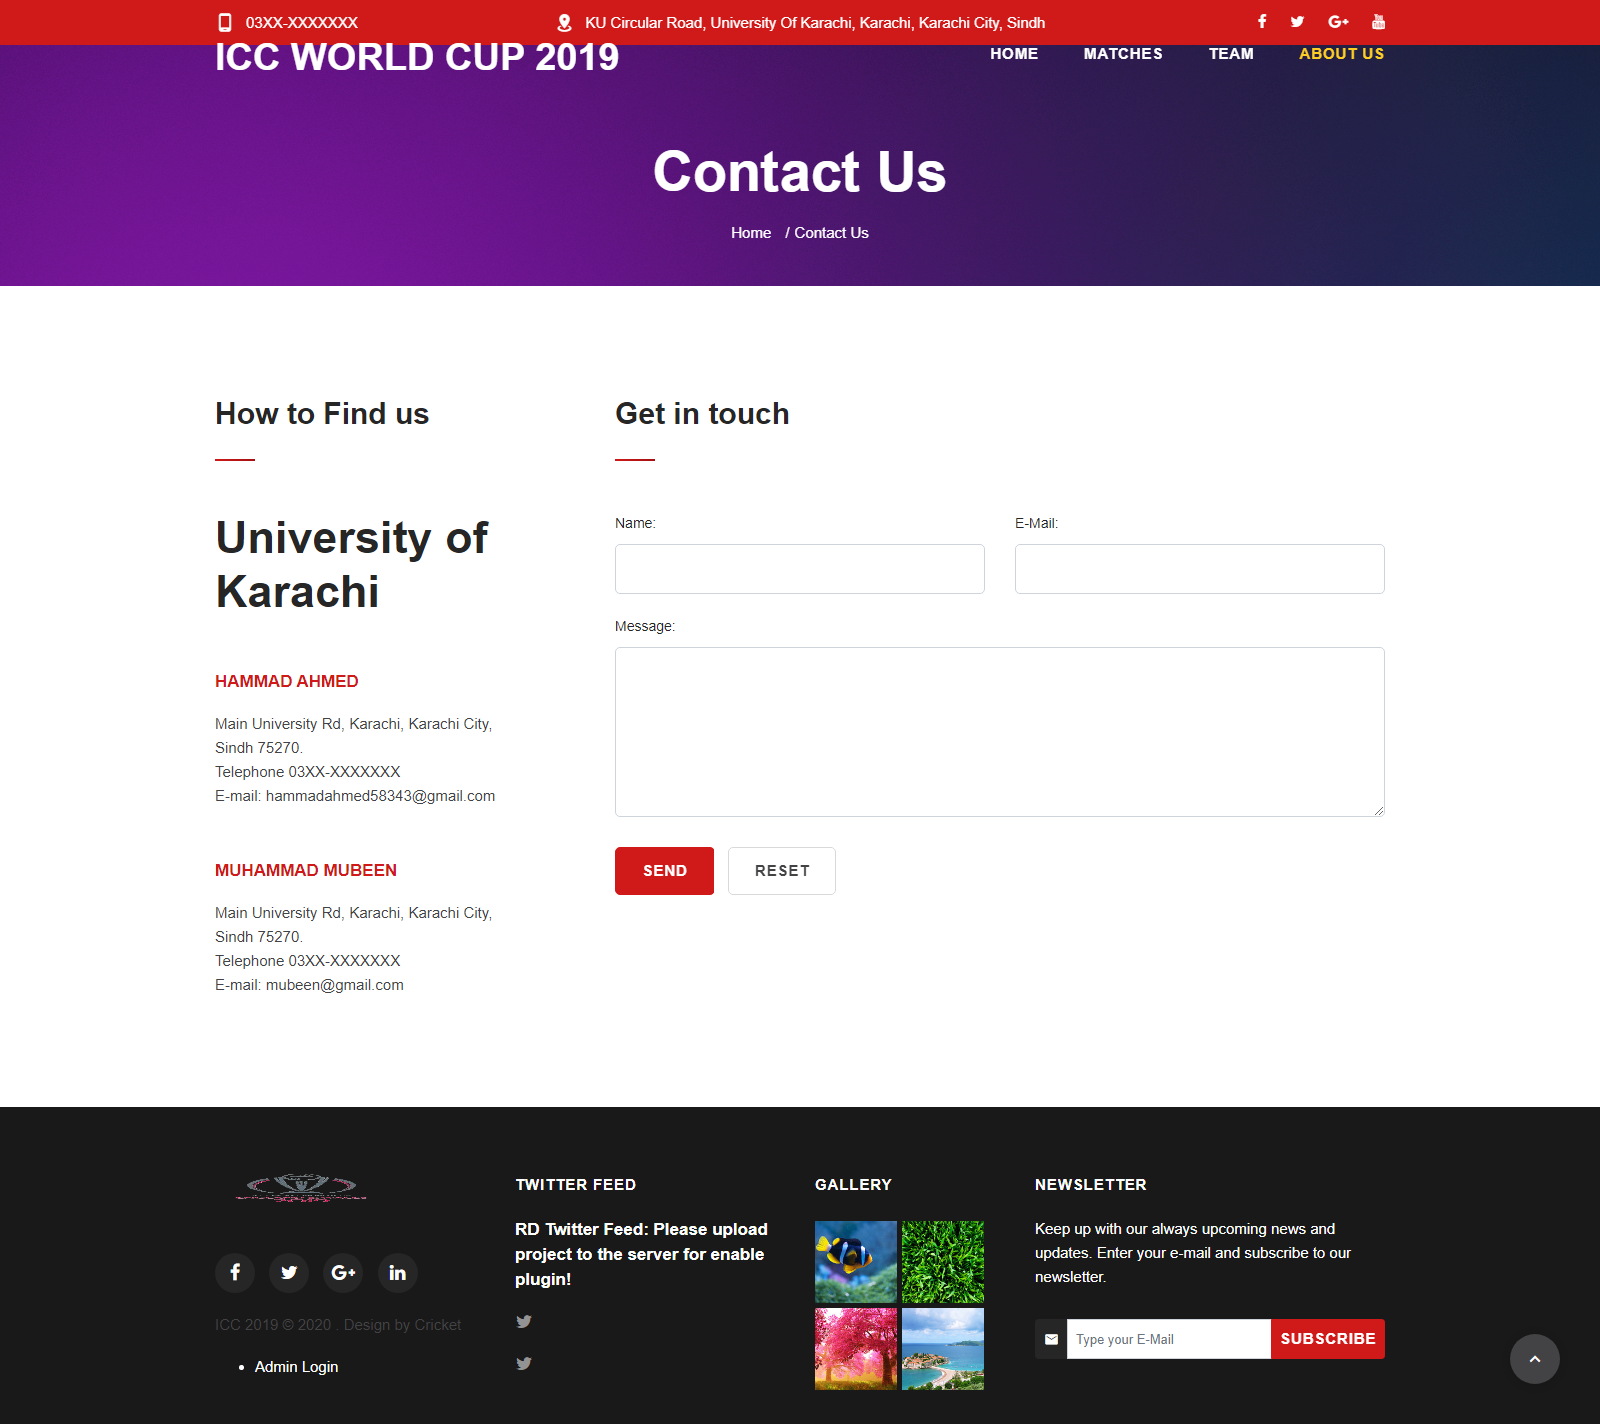 03XX-XXXXXXX
KU Circular Road, University Of Karachi, Karachi, Karachi City, Sindh
ICC WORLD CUP 2019
HOME
MATCHES
TEAM
ABOUT US
Contact Us
Home / Contact Us
How to Find us
University of
Karachi
HAMMAD AHMED
Main University Rd, Karachi, Karachi City,
Sindh 75270.
Telephone 03XX-XXXXXXX
E-mail: hammadahmed58343@gmail.com
MUHAMMAD MUBEEN
Main University Rd, Karachi, Karachi City,
Sindh 75270.
Telephone 03XX-XXXXXXX
E-mail: mubeen@gmail.com
Get in touch
Name:
E-Mail:
Message:
SEND
RESET
ICC 2019 © 2020 . Design by Cricket
Admin Login
TWITTER FEED
RD Twitter Feed: Please upload
project to the server for enable
plugin!
GALLERY
NEWSLETTER
Keep up with our always upcoming news and
updates. Enter your e-mail and subscribe to our
newsletter.
Type your E-Mail
SUBSCRIBE